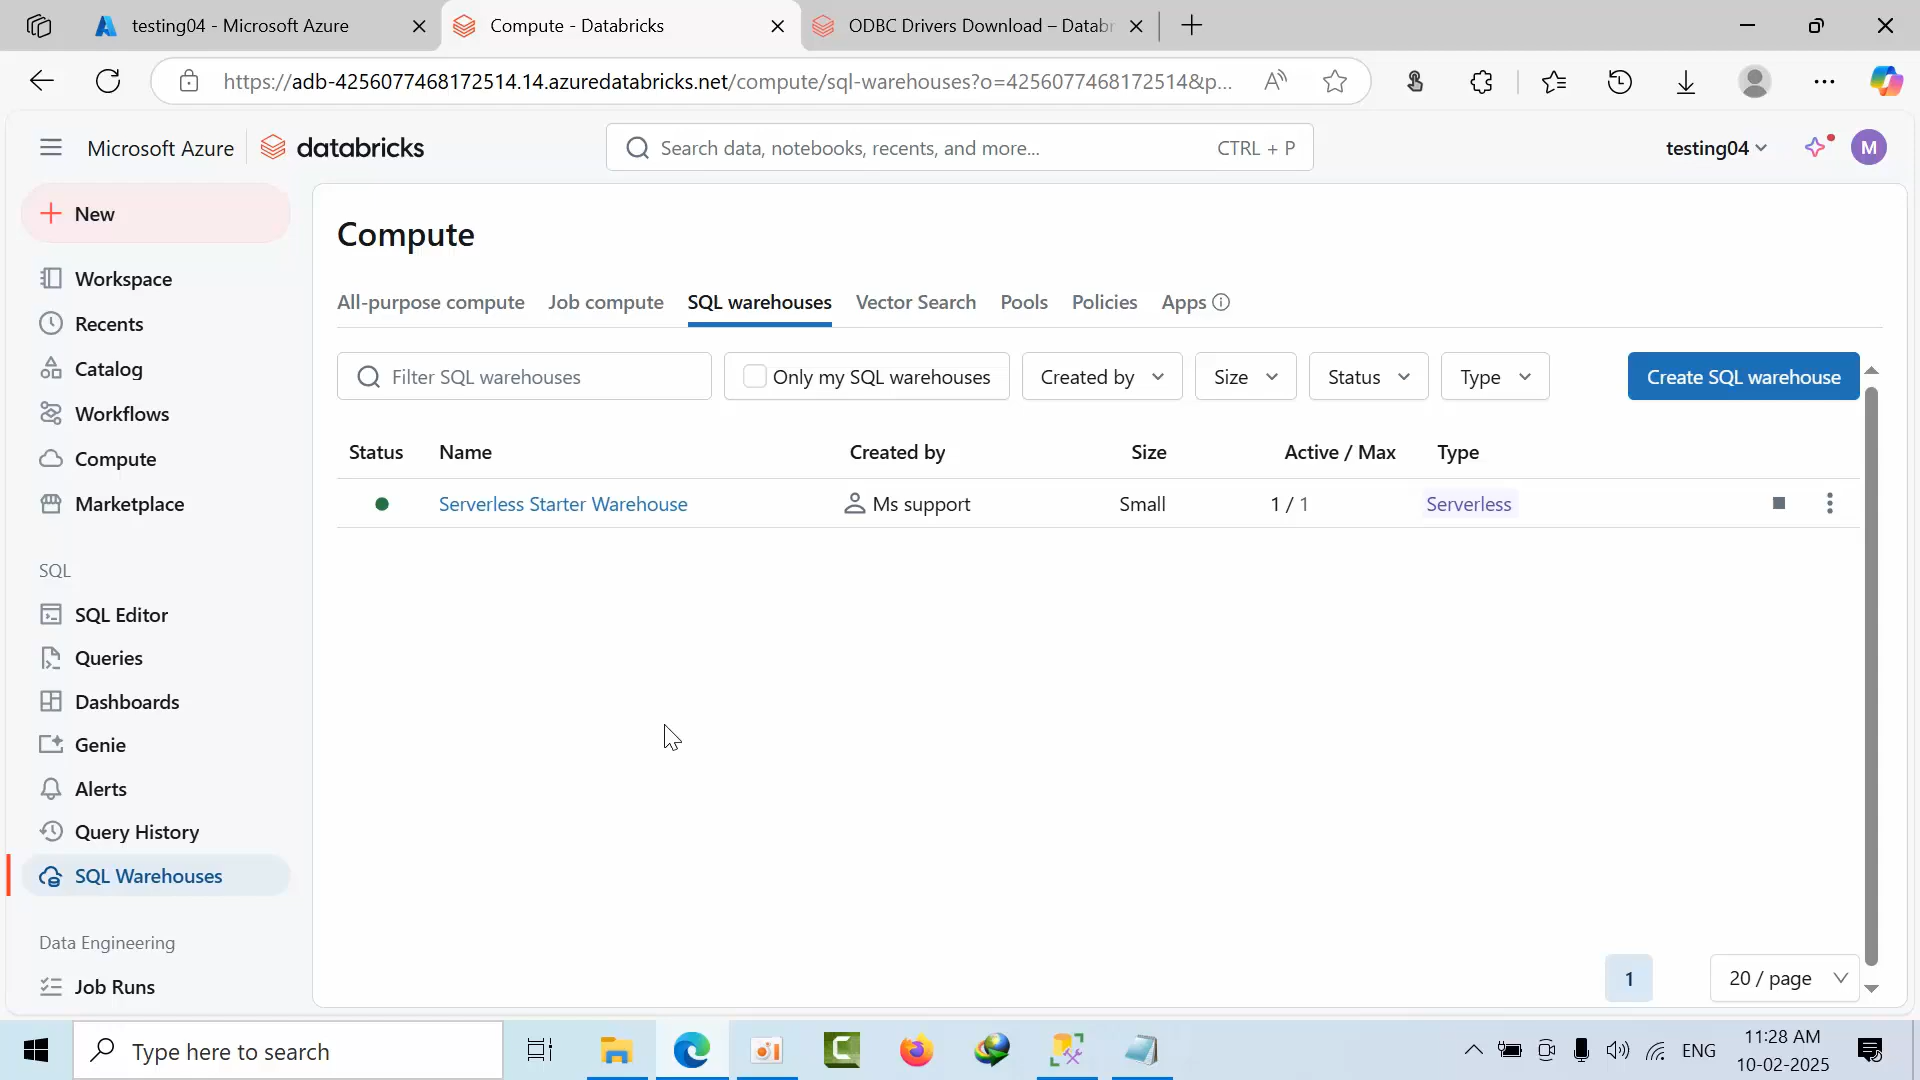 testing04 - Microsoft Azure
Compute - Databricks
ODBC Drivers Download – Databr
https://adb-4256077468172514.14.azuredatabricks.net/compute/sql-warehouses?o=4256077468172514&p...
Microsoft Azure
databricks
Search data, notebooks, recents, and more...
CTRL + P
testing04
M
New
Workspace
Recents
Catalog
Workflows
Compute
Marketplace
SQL
SQL Editor
Queries
Dashboards
Genie
Alerts
Query History
SQL Warehouses
Data Engineering
Job Runs
Compute
All-purpose compute
Job compute
SQL warehouses
Vector Search
Pools
Policies
Apps
Filter SQL warehouses
Only my SQL warehouses
Created by
Size
Status
Type
Create SQL warehouse
Status
Name
Created by
Size
Active / Max
Type
Serverless Starter Warehouse
Ms support
Small
1 / 1
Serverless
1
20 / page
Type here to search
ENG
11:28 AM
10-02-2025